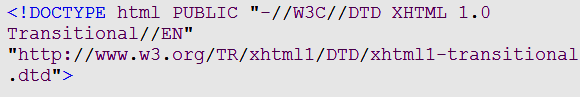 <!DOCTYPE html PUBLIC "-//W3C//DTD XHTML 1.0
Transitional//EN"
"http://www.w3.org/TR/xhtml1/DTD/xhtml1-transitional
.dtd">